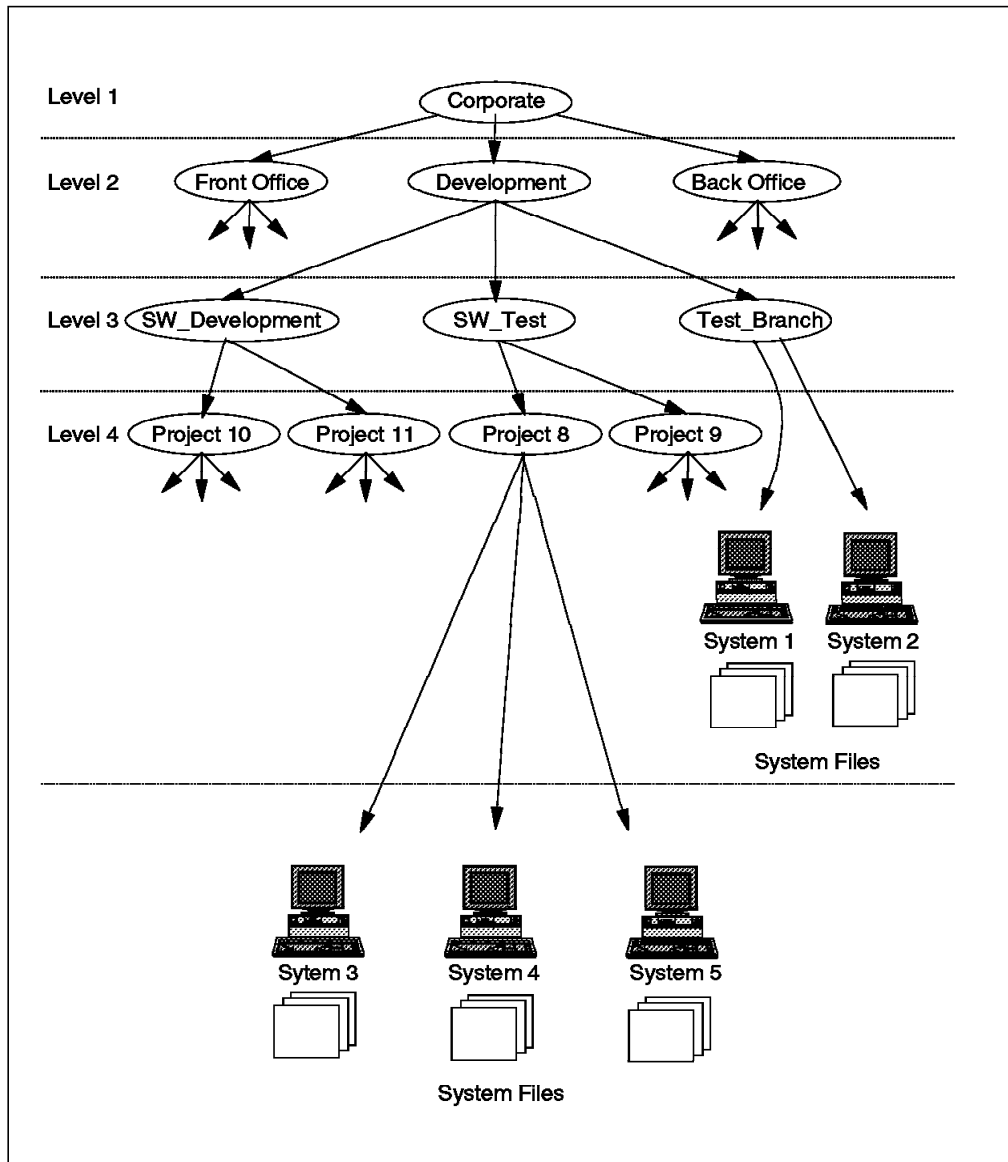 Level 1
Corporate
Level 2
Front Office
Development
Back Office
Level 3
SW_Development
SW_Test
Test_Branch
Level 4
Project 10
Project 11
Project 8
Project 9
System 1
System 2
System Files
Sytem 3
System 4
System 5
System Files